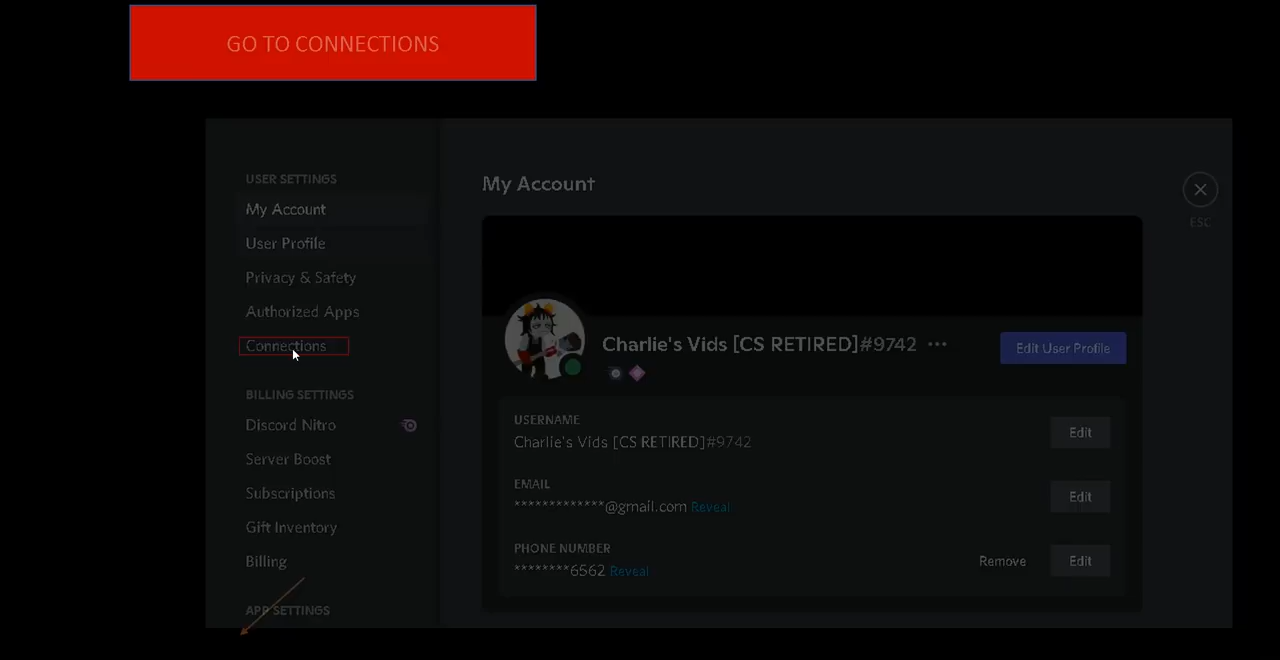 GO TO CONNECTIONS
USER SETTINGS
My Account
User Profile
Privacy & Safety
Authorized Apps
Connections
BILLING SETTINGS
Discord Nitro
Server Boost
Subscriptions
Gift Inventory
Billing
APP SETTINGS
My Account
ESC
Charlie's Vids [CS RETIRED]#9742
Edit User Profile
USERNAME
Charlie's Vids [CS RETIRED]#9742
Edit
EMAIL
*************@gmail.com Reveal
Edit
PHONE NUMBER
********6562 Reveal
Remove
Edit